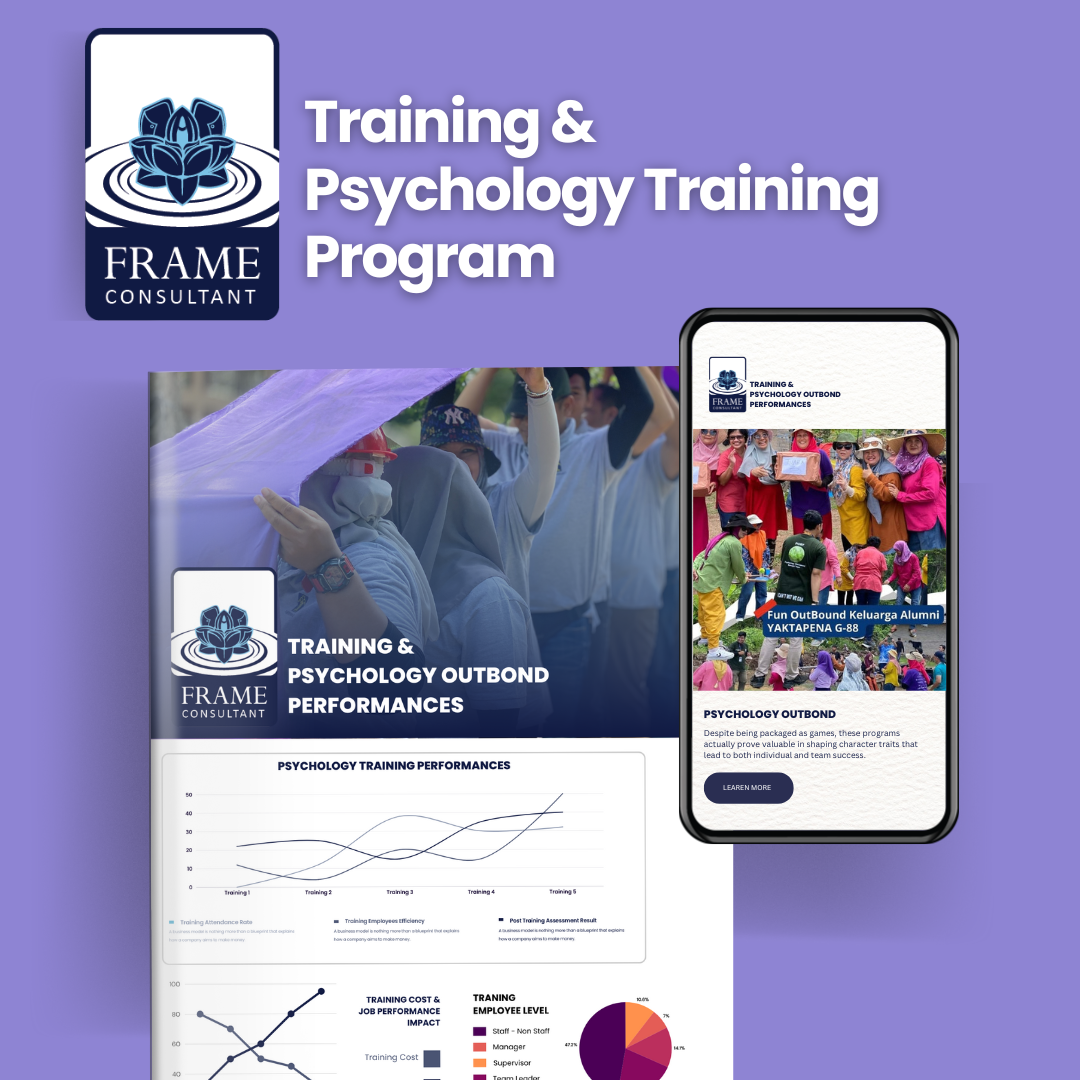 FRAME
CONSULTANT
Training &
Psychology Training
Program
TRAINING &
PSYCHOLOGY OUTBOND
PERFORMANCES
FRAME
CONSULTANT
Fun OutBound Keluarga Alumni
YAKTAPENA G-88
PSYCHOLOGY OUTBOND
Despite being packaged as games, these programs
actually prove valuable in shaping character traits that
lead to both individual and team success.
LEAREN MORE
NY
TRAINING &
PSYCHOLOGY OUTBOND
PERFORMANCES
FRAME
CONSULTANT
PSYCHOLOGY TRAINING PERFORMANCES
50
40
30
20
10
0
Training 1
Training 2
Training 3
Training 4
Training 5
Training Attendance Rate
A business model is nothing more than a blueprint that explains
how a company aims to make money.
Training Employees Efficiency
A business model is nothing more than a blueprint that explains
how a company aims to make money.
Post Training Assessment Result
A business model is nothing more than a blueprint that explains
how a company aims to make money.
100
80
60
40
TRAINING COST &
JOB PERFORMANCE
IMPACT
Training Cost
TRANING
EMPLOYEE LEVEL
Staff - Non Staff
Manager
Supervisor
Team Leader
10.6%
7%
14.1%
47.2%